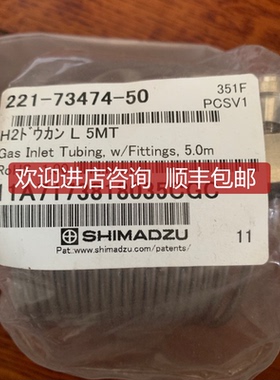 221-73474-50
351F
PCSV1
H2ドウカン L 5MT
Gas Inlet Tubing, w/Fittings, 5.0m
欢迎进店咨询 顺丰包邮
SHIMADZU
11
Pat:www.shimadzu.com/patents/